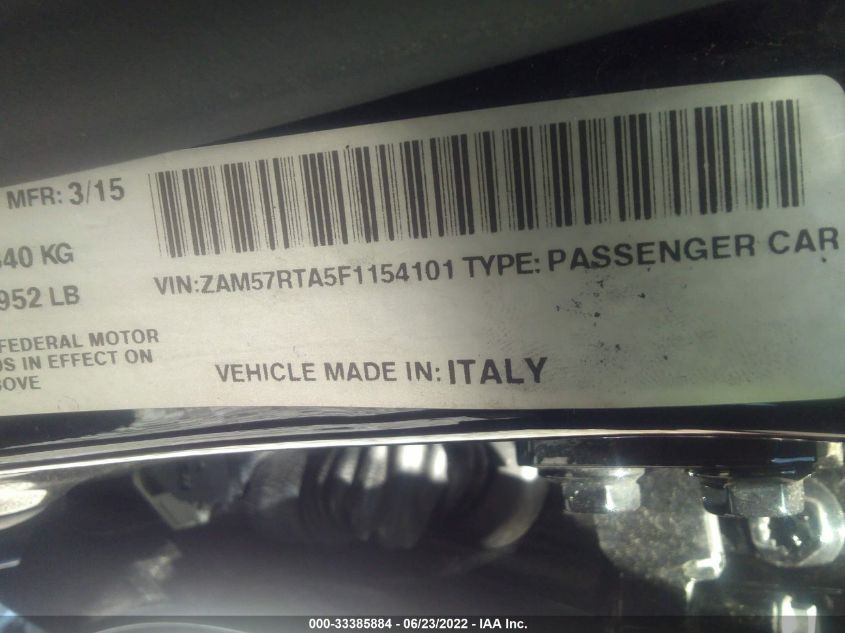 MFR: 3/15
40 KG
952 LB
VIN:ZAM57RTA5F1154101 TYPE: PASSENGER CAR
FEDERAL MOTOR
DS IN EFFECT ON
BOVE
VEHICLE MADE IN: ITALY
000-33385884 - 06/23/2022 - IAA Inc.